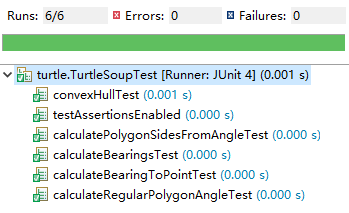 Runs: 6/6 Errors: 0 Failures: 0
turtle.TurtleSoupTest [Runner: JUnit 4] (0.001 s)
convexHullTest (0.001 s)
testAssertionsEnabled (0.000 s)
calculatePolygonSidesFromAngleTest (0.000 s)
calculateBearingsTest (0.000 s)
calculateBearingToPointTest (0.000 s)
calculateRegularPolygonAngleTest (0.000 s)